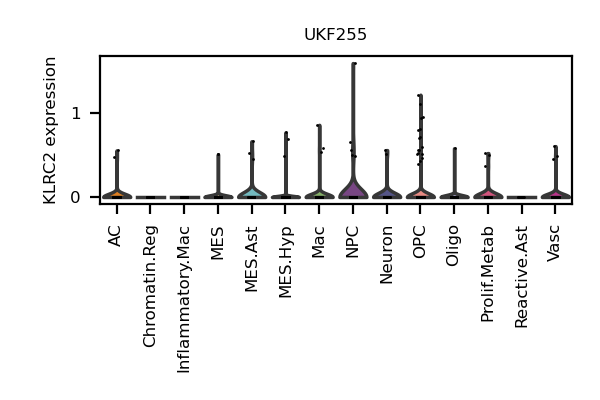 UKF255
KLRC2 expression
1
0
AC
Chromatin.Reg
Inflammatory.Mac
MES
MES.Ast
MES.Hyp
Mac
NPC
Neuron
OPC
Oligo
Prolif.Metab
Reactive.Ast
Vasc